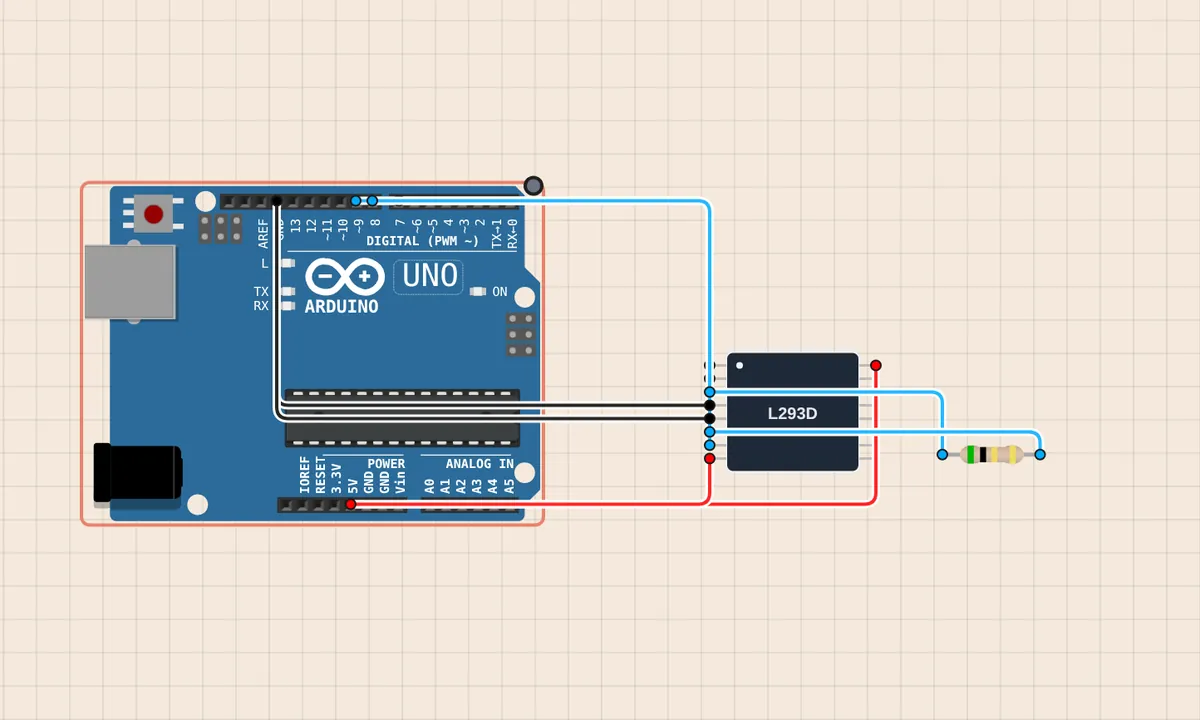 AREF
GND
13
12
~11
~10
~9
8
7
~6
~5
4
~3
2
TX→1
RX←0
DIGITAL (PWM ~)
L
TX
RX
UNO
ARDUINO
ON
L293D
POWER
ANALOG IN
IOREF
RESET
3.3V
5V
GND
GND
Vin
A0
A1
A2
A3
A4
A5